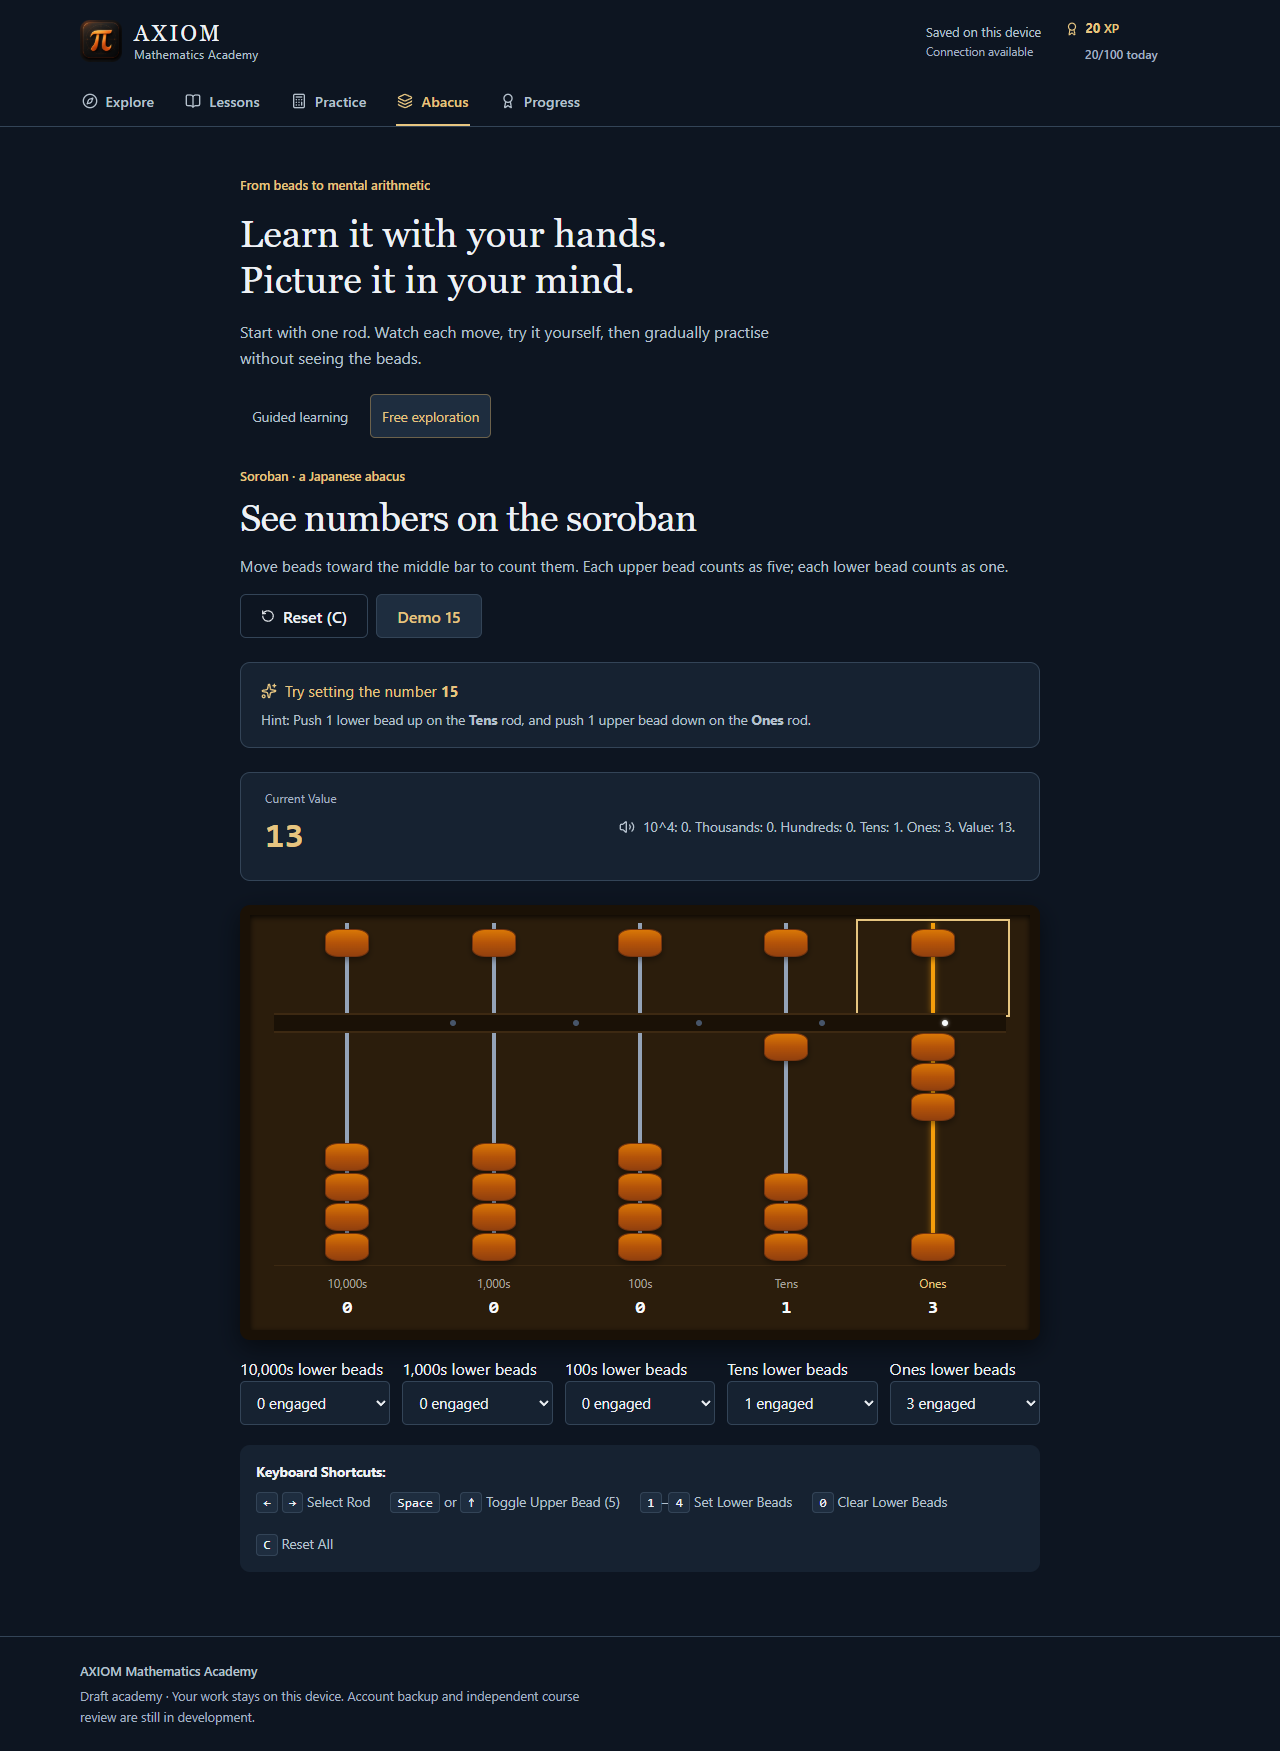 π AXIOM
Mathematics Academy
Saved on this device
Connection available
20 XP
20/100 today
Explore Lessons Practice Abacus Progress
From beads to mental arithmetic
Learn it with your hands.
Picture it in your mind.
Start with one rod. Watch each move, try it yourself, then gradually practise
without seeing the beads.
Guided learning Free exploration
Soroban · a Japanese abacus
See numbers on the soroban
Move beads toward the middle bar to count them. Each upper bead counts as five; each lower bead counts as one.
Reset (C) Demo 15
Try setting the number 15
Hint: Push 1 lower bead up on the Tens rod, and push 1 upper bead down on the Ones rod.
Current Value
13
10^4: 0. Thousands: 0. Hundreds: 0. Tens: 1. Ones: 3. Value: 13.
10,000s 1,000s 100s Tens Ones
0 0 0 1 3
10,000s lower beads 1,000s lower beads 100s lower beads Tens lower beads Ones lower beads
0 engaged 0 engaged 0 engaged 1 engaged 3 engaged
Keyboard Shortcuts:
← → Select Rod Space or ↑ Toggle Upper Bead (5) 1 – 4 Set Lower Beads 0 Clear Lower Beads
C Reset All
AXIOM Mathematics Academy
Draft academy · Your work stays on this device. Account backup and independent course
review are still in development.